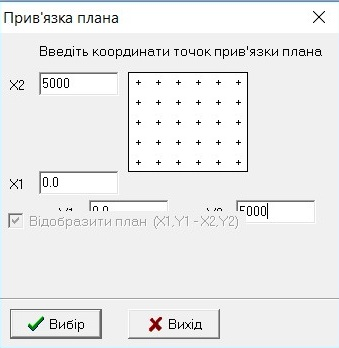 Прив'язка плана
Введіть координати точок прив'язки плана
X2 5000
X1 0.0
Y1 0.0 Y2 5000
Відобразити план (X1,Y1 - X2,Y2)
Вибір Вихід